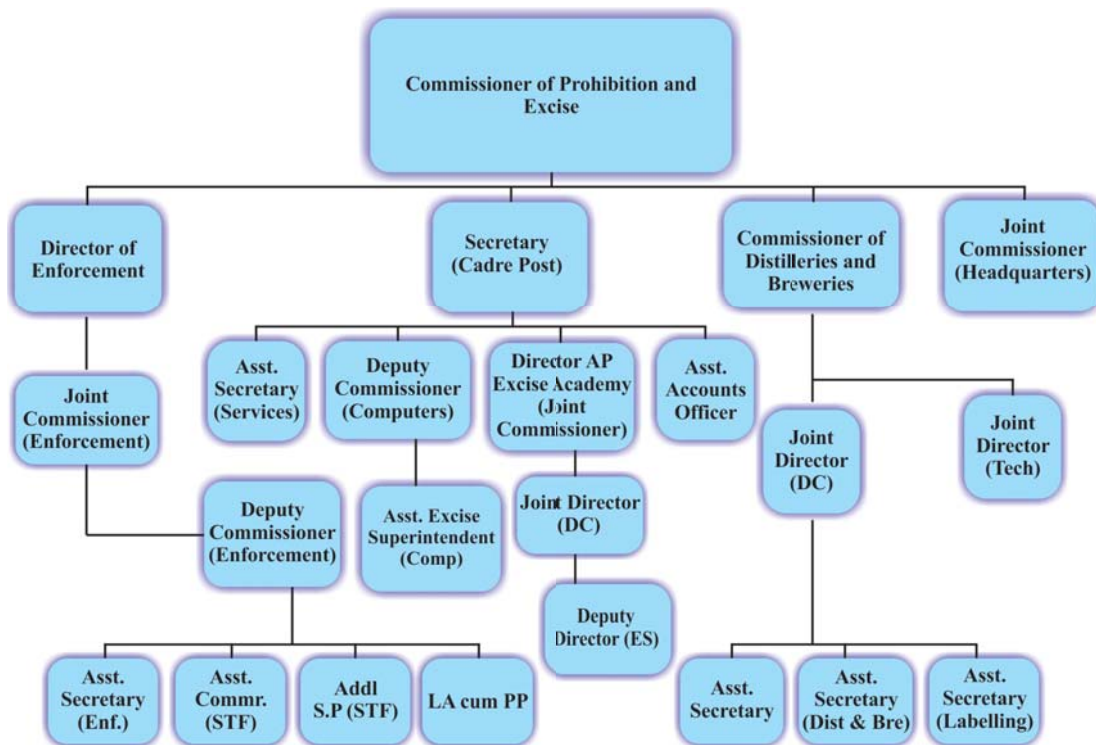 Commissioner of Prohibition and
Excise
Director of
Enforcement
Secretary
(Cadre Post)
Commissioner of
Distilleries and
Breweries
Joint
Commissioner
(Headquarters)
Joint
Commissioner
(Enforcement)
Asst.
Secretary
(Services)
Deputy
Commissioner
(Computers)
Director AP
Excise Academy
(Joint
Commissioner)
Asst.
Accounts
Officer
Joint
Director
(DC)
Joint
Director
(Tech)
Deputy
Commissioner
(Enforcement)
Asst. Excise
Superintendent
(Comp)
Joint Director
(DC)
Deputy
Director (ES)
Asst.
Secretary
(Enf.)
Asst.
Commr.
(STF)
Addl
S.P (STF)
LA cum PP
Asst.
Secretary
Asst.
Secretary
(Dist & Bre)
Asst.
Secretary
(Labelling)